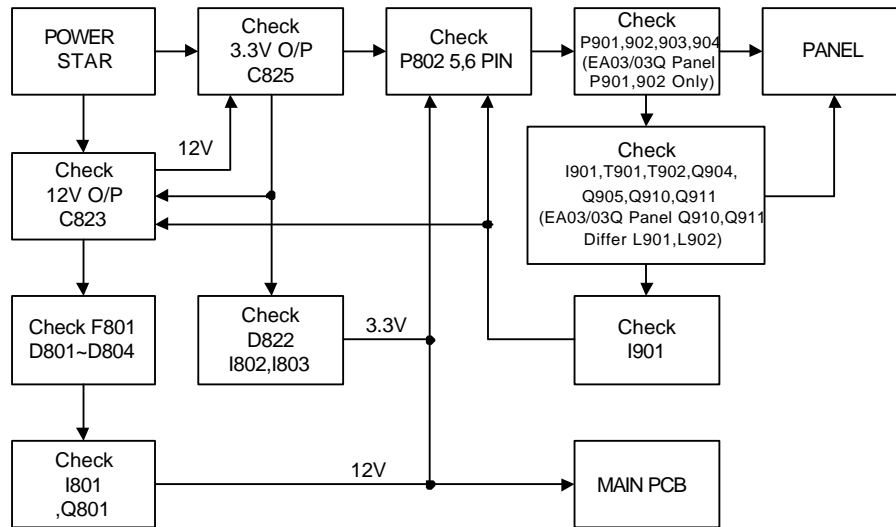 POWER
STAR
Check
3.3V O/P
C825
Check
P802 5,6 PIN
Check
P901,902,903,904
(EA03/03Q Panel
P901,902 Only)
PANEL
Check
12V O/P
C823
12V
Check
I901,T901,T902,Q904,
Q905,Q910,Q911
(EA03/03Q Panel Q910,Q911
Differ L901,L902)
Check F801
D801~D804
Check
D822
I802,I803
3.3V
Check
I901
Check
I801
,Q801
12V
MAIN PCB